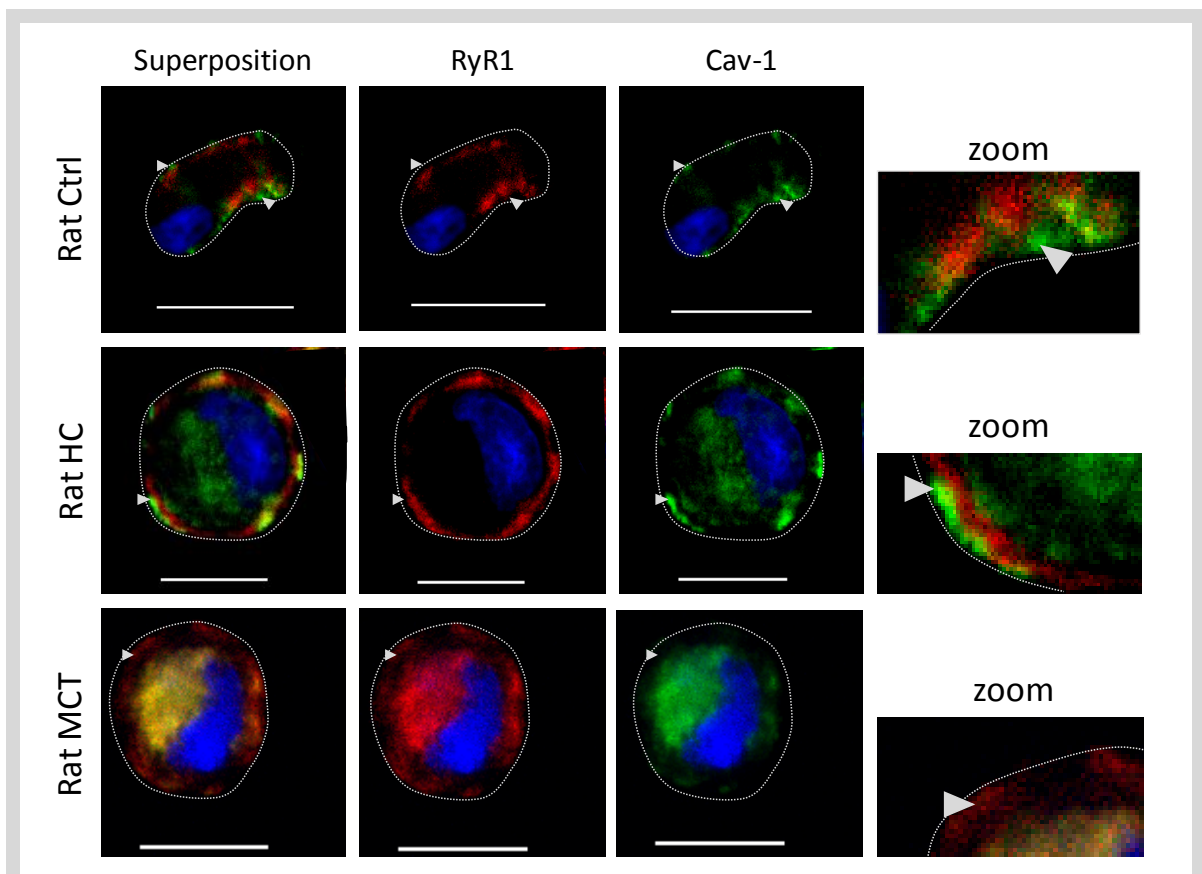 Superposition
RyR1
Cav-1
Rat Ctrl
zoom
Rat HC
zoom
Rat MCT
zoom